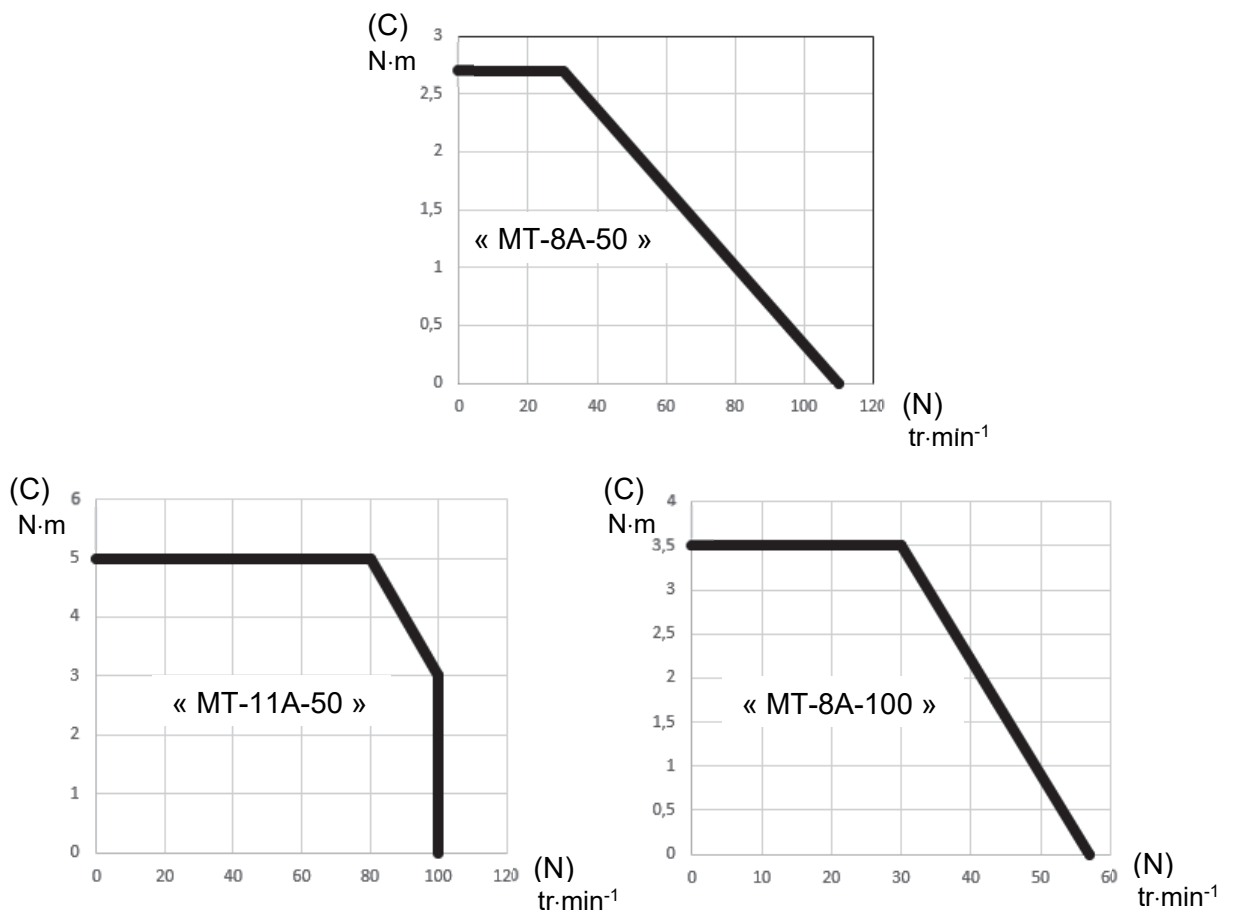 (C)
N·m
3
2,5
2
1,5
1
0,5
0
« MT-8A-50 »
0 20 40 60 80 100 120
(N)
tr·min-1
(C)
N·m
6
5
4
3
2
1
0
« MT-11A-50 »
0 20 40 60 80 100 120
(N)
tr·min-1
(C)
N·m
4
3,5
3
2,5
2
1,5
1
0,5
0
« MT-8A-100 »
0 10 20 30 40 50 60
(N)
tr·min-1